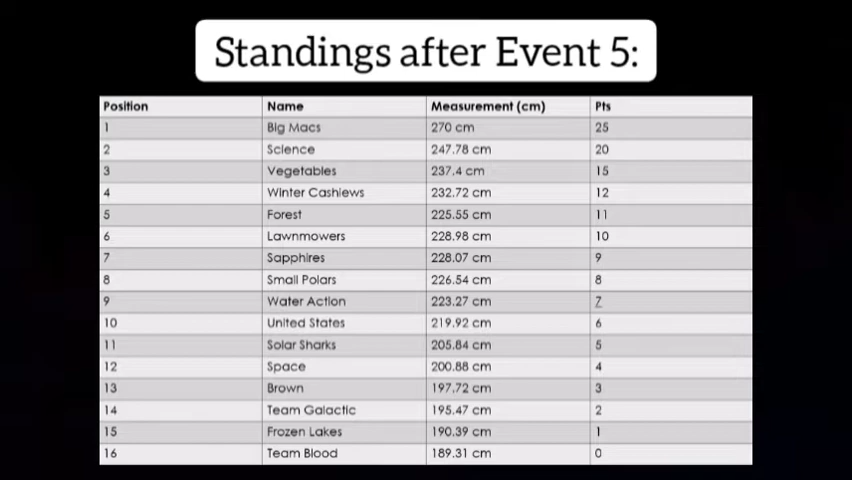 Standings after Event 5:
Position Name Measurement (cm) Pts
1 Big Macs 270 cm 25
2 Science 247.78 cm 20
3 Vegetables 237.4 cm 15
4 Winter Cashiews 232.72 cm 12
5 Forest 225.55 cm 11
6 Lawnmowers 228.98 cm 10
7 Sapphires 228.07 cm 9
8 Small Polars 226.54 cm 8
9 Water Action 223.27 cm 7
10 United States 219.92 cm 6
11 Solar Sharks 205.84 cm 5
12 Space 200.88 cm 4
13 Brown 197.72 cm 3
14 Team Galactic 195.47 cm 2
15 Frozen Lakes 190.39 cm 1
16 Team Blood 189.31 cm 0